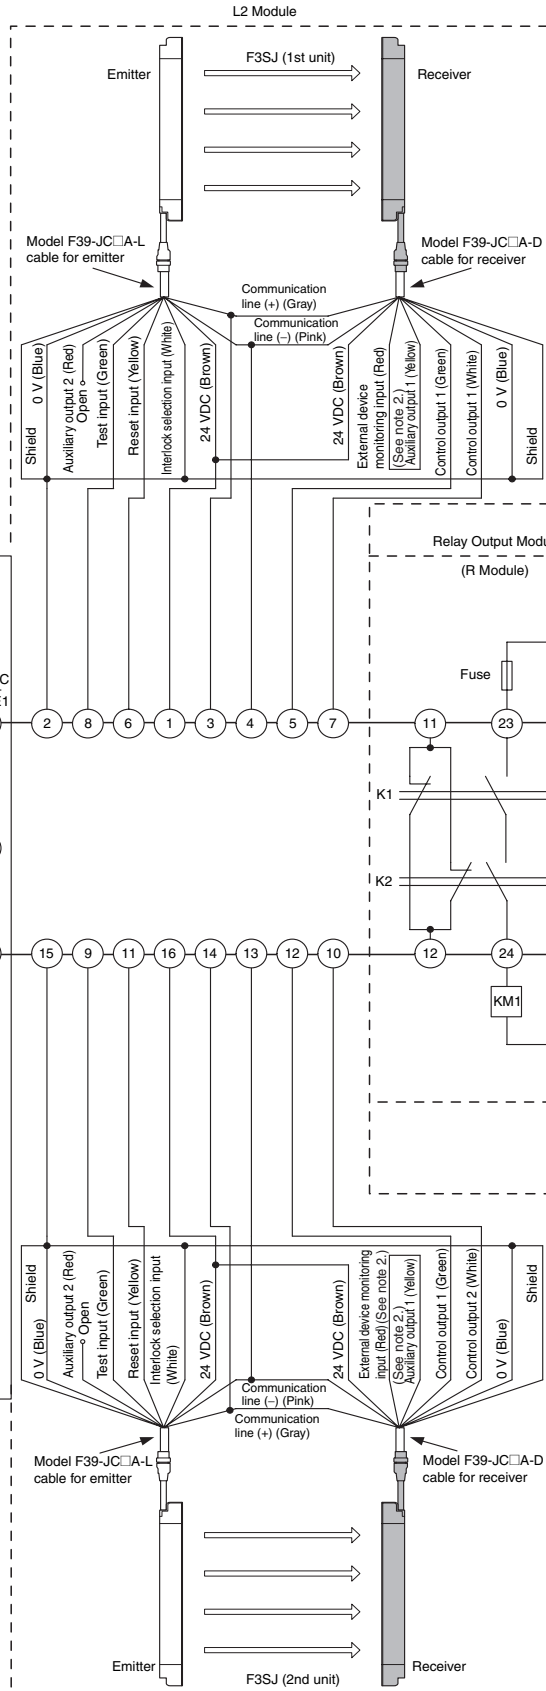 L2 Module
Emitter
F3SJ (1st unit)
Receiver
Model F39-JC□A-L
cable for emitter
Model F39-JC□A-D
cable for receiver
Communication
line (+) (Gray)
Communication
line (–) (Pink)
Shield
0 V (Blue)
Auxiliary output 2 (Red)
Open
Test input (Green)
Reset input (Yellow)
Interlock selection input (White)
24 VDC (Brown)
24 VDC (Brown)
External device
monitoring input (Red)
(See note 2.)
Auxiliary output 1 (Yellow)
Control output 1 (Green)
Control output 1 (White)
0 V (Blue)
Shield
Relay Output Modu
(R Module)
C
E1
Fuse
2 8 6 1 3 4 5 7 11 23
K1
K2
15 9 11 16 14 13 12 10 12 24
KM1
Shield
0 V (Blue)
Auxiliary output 2 (Red)
Open
Test input (Green)
Reset input (Yellow)
Interlock selection input
(White)
24 VDC (Brown)
24 VDC (Brown)
External device monitoring
input (Red) (See note 2.)
(See note 2.)
Auxiliary output 1 (Yellow)
Control output 1 (Green)
Control output 2 (White)
0 V (Blue)
Shield
Communication
line (–) (Pink)
Communication
line (+) (Gray)
Model F39-JC□A-L
cable for emitter
Model F39-JC□A-D
cable for receiver
Emitter
F3SJ (2nd unit)
Receiver